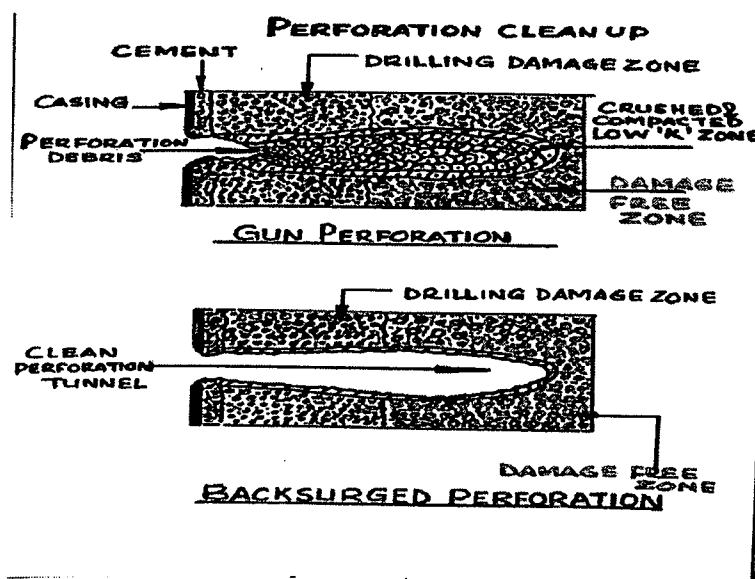 PERFORATION CLEAN UP
CEMENT
DRILLING DAMAGE ZONE
CASING
CRUSHED &
COMPACTED
LOW 'K' ZONE
PERFORATION
DEBRIS
DAMAGE
FREE
ZONE
GUN PERFORATION
DRILLING DAMAGE ZONE
CLEAN
PERFORATION
TUNNEL
DAMAGE FREE
ZONE
BACKSURGED PERFORATION